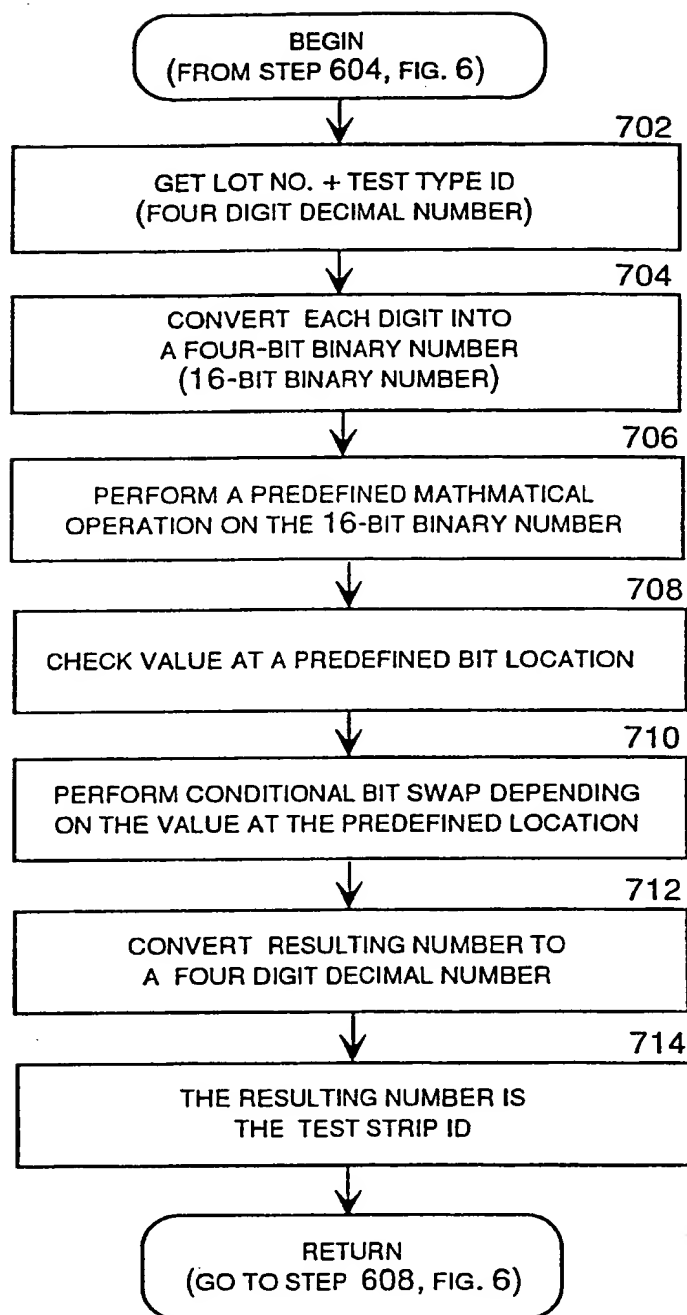 BEGIN
(FROM STEP 604, FIG. 6)
702
GET LOT NO. + TEST TYPE ID
(FOUR DIGIT DECIMAL NUMBER)
704
CONVERT EACH DIGIT INTO
A FOUR-BIT BINARY NUMBER
(16-BIT BINARY NUMBER)
706
PERFORM A PREDEFINED MATHMATICAL
OPERATION ON THE 16-BIT BINARY NUMBER
708
CHECK VALUE AT A PREDEFINED BIT LOCATION
710
PERFORM CONDITIONAL BIT SWAP DEPENDING
ON THE VALUE AT THE PREDEFINED LOCATION
712
CONVERT RESULTING NUMBER TO
A FOUR DIGIT DECIMAL NUMBER
714
THE RESULTING NUMBER IS
THE TEST STRIP ID
RETURN
(GO TO STEP 608, FIG. 6)